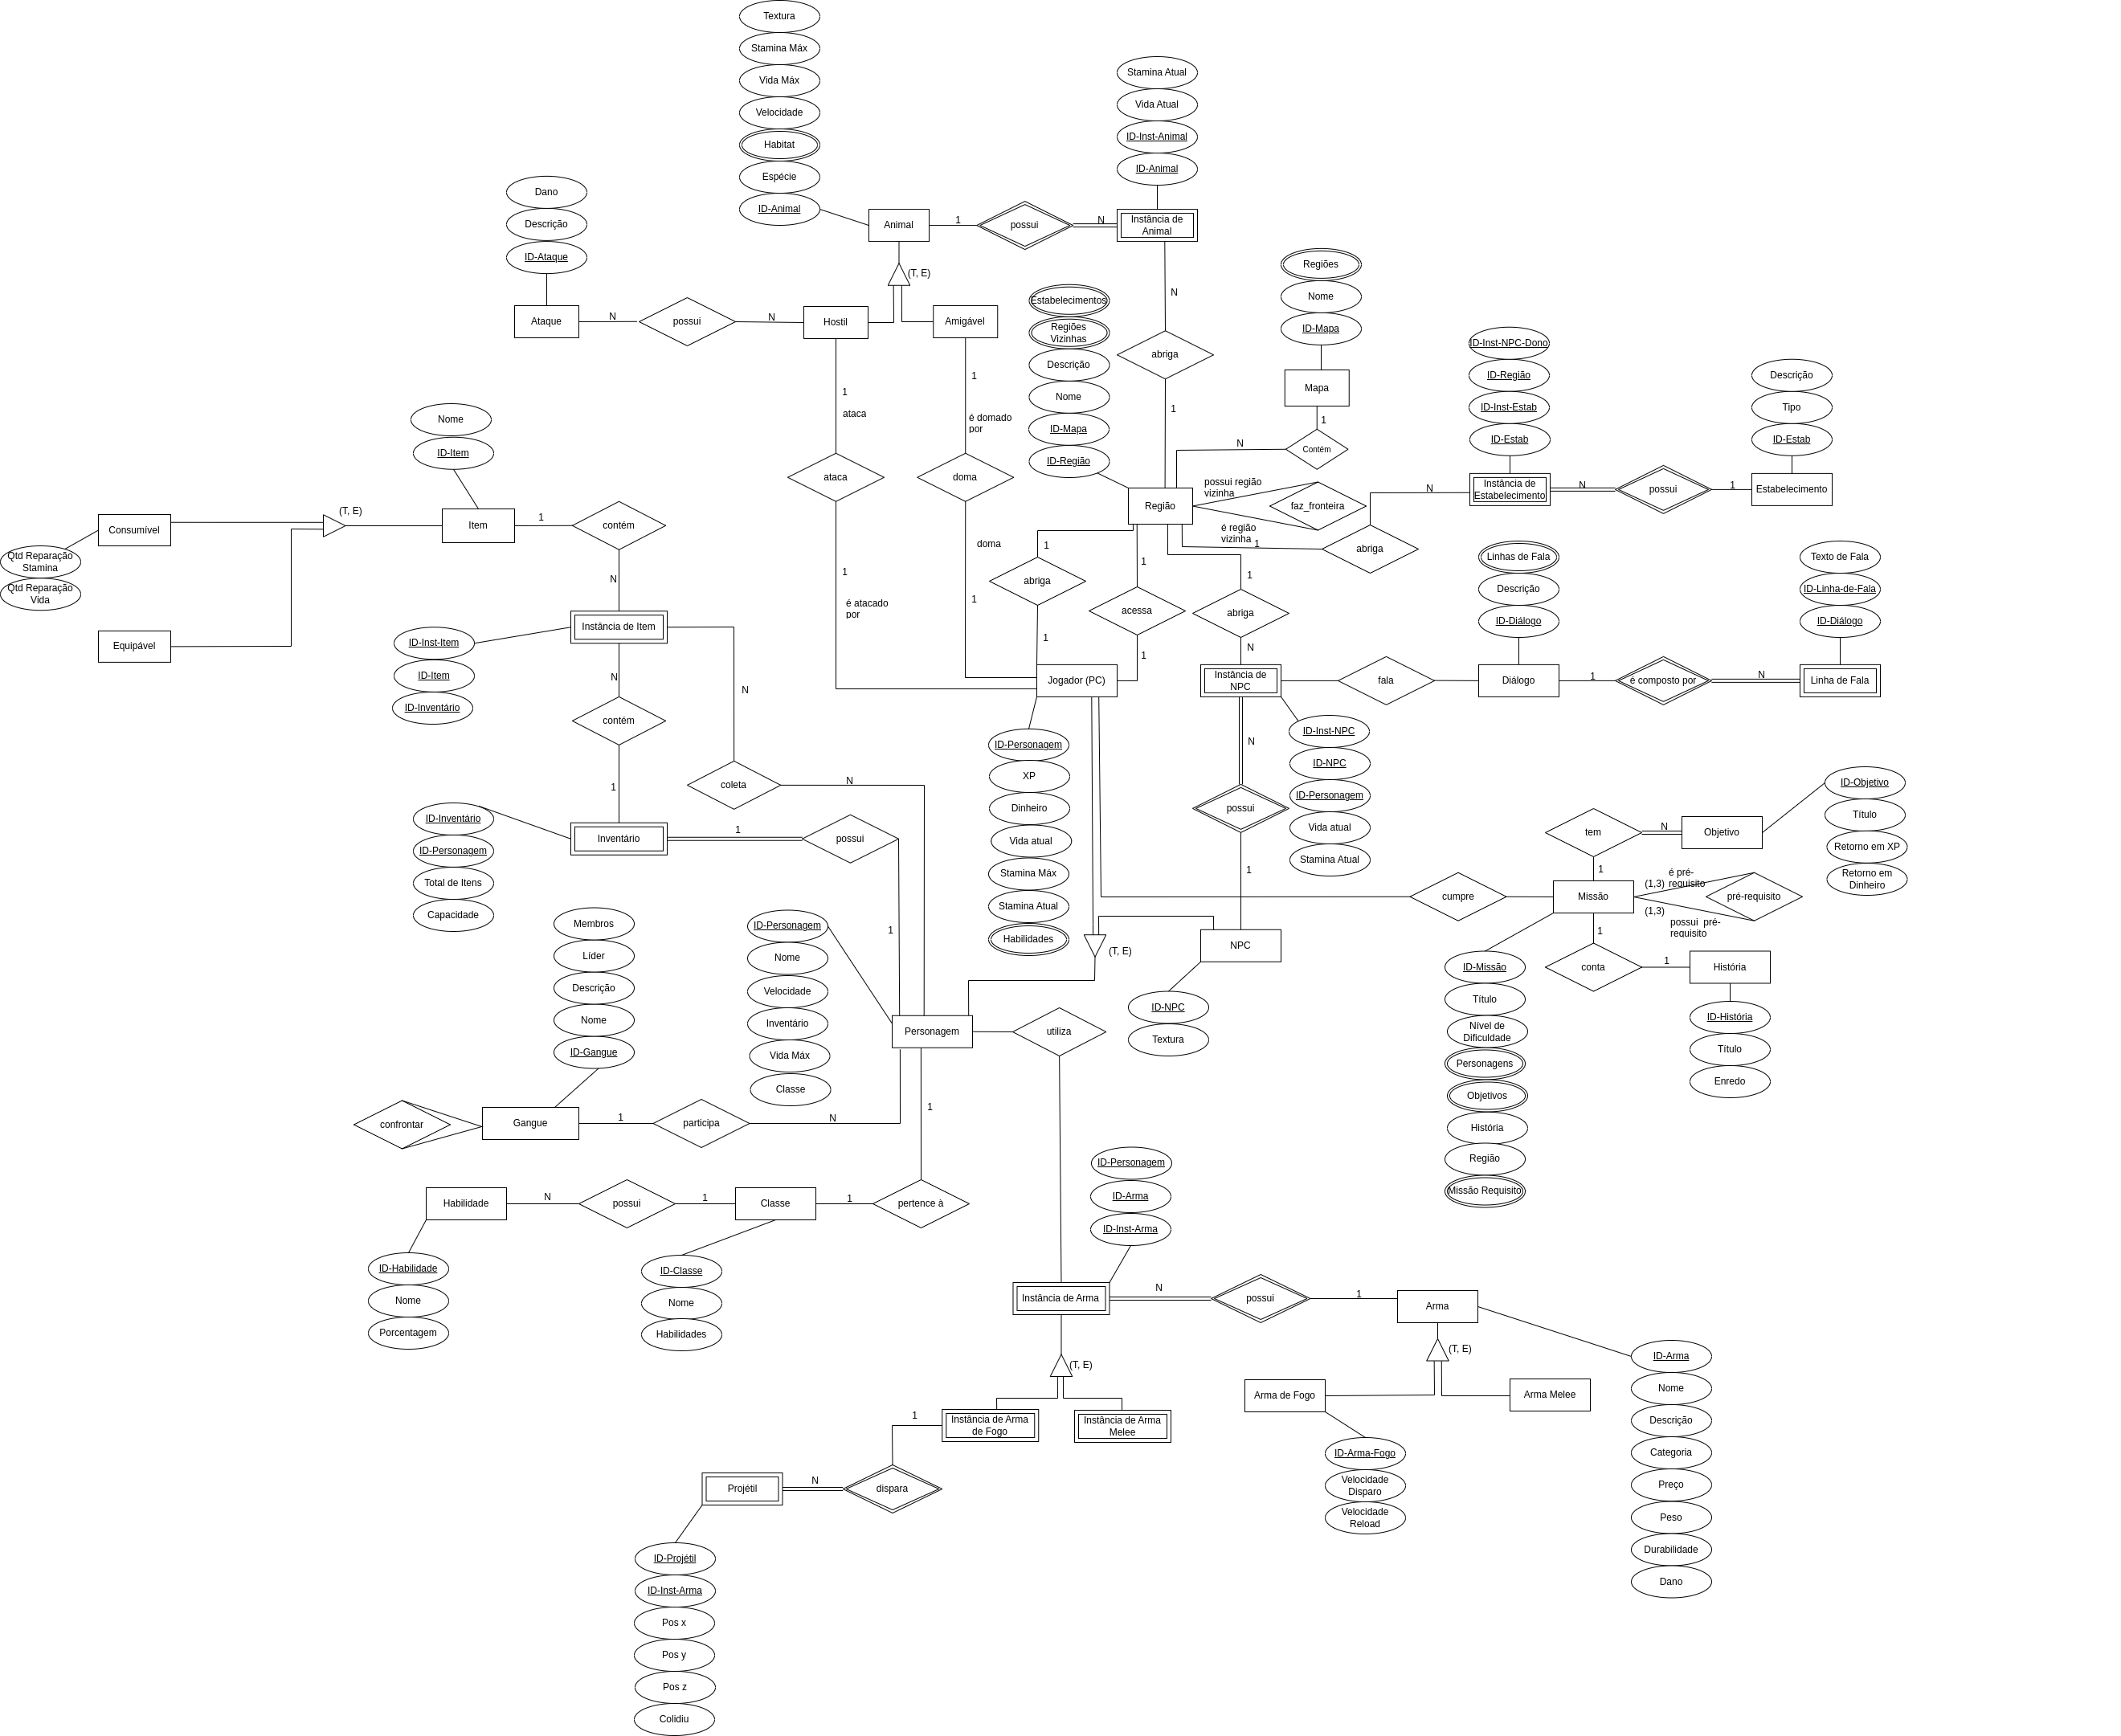 Textura
Stamina Máx
Vida Máx
Velocidade
Habitat
Espécie
ID-Animal
Stamina Atual
Vida Atual
ID-Inst-Animal
ID-Animal
Dano
Descrição
ID-Ataque
Animal
1
possui
N
Instância de
Animal
(T, E)
Ataque
N
possui
N
Hostil
Amigável
N
abriga
1
Estabelecimentos
Regiões
Vizinhas
Descrição
Nome
ID-Mapa
ID-Região
Regiões
Nome
ID-Mapa
Mapa
1
Contém
N
ID-Inst-NPC-Dono
ID-Região
ID-Inst-Estab
ID-Estab
Descrição
Tipo
ID-Estab
1
ataca
1
é domado
por
ataca
doma
1
é atacado
por
doma
1
Nome
ID-Item
(T, E)
Consumível
Item
1
contém
Qtd Reparação
Stamina
Qtd Reparação
Vida
Equipável
N
Região
possui região
vizinha
faz_fronteira
é região
vizinha
1
abriga
N
Instância de
Estabelecimento
N
possui
1
Estabelecimento
1
abriga
1
1
acessa
1
1
abriga
N
Linhas de Fala
Descrição
ID-Diálogo
Texto de Fala
ID-Linha-de-Fala
ID-Diálogo
Instância de Item
ID-Inst-Item
ID-Item
ID-Inventário
N
contém
1
N
coleta
N
Jogador (PC)
Instância de
NPC
fala
Diálogo
1
é composto por
N
Linha de Fala
ID-Personagem
XP
Dinheiro
Vida atual
Stamina Máx
Stamina Atual
Habilidades
ID-Inst-NPC
ID-NPC
ID-Personagem
Vida atual
Stamina Atual
N
possui
1
ID-Inventário
ID-Personagem
Total de Itens
Capacidade
Inventário
1
possui
1
ID-Objetivo
Título
Retorno em XP
Retorno em
Dinheiro
tem
N
Objetivo
1
cumpre
Missão
(1,3)
é pré-
requisito
pré-requisito
(1,3)
possui  pré-
requisito
1
conta
1
História
ID-História
Título
Enredo
ID-Missão
Título
Nível de
Dificuldade
Personagens
Objetivos
História
Região
Missão Requisito
Membros
Líder
Descrição
Nome
ID-Gangue
ID-Personagem
Nome
Velocidade
Inventário
Vida Máx
Classe
(T, E)
NPC
ID-NPC
Textura
Personagem
utiliza
confrontar
Gangue
1
participa
N
1
Habilidade
N
possui
1
Classe
1
pertence à
ID-Habilidade
Nome
Porcentagem
ID-Classe
Nome
Habilidades
ID-Personagem
ID-Arma
ID-Inst-Arma
Instância de Arma
N
possui
1
Arma
(T, E)
(T, E)
Arma de Fogo
Arma Melee
ID-Arma-Fogo
Velocidade
Disparo
Velocidade
Reload
ID-Arma
Nome
Descrição
Categoria
Preço
Peso
Durabilidade
Dano
1
Instância de Arma
de Fogo
Instância de Arma
Melee
Projétil
N
dispara
ID-Projétil
ID-Inst-Arma
Pos x
Pos y
Pos z
Colidiu